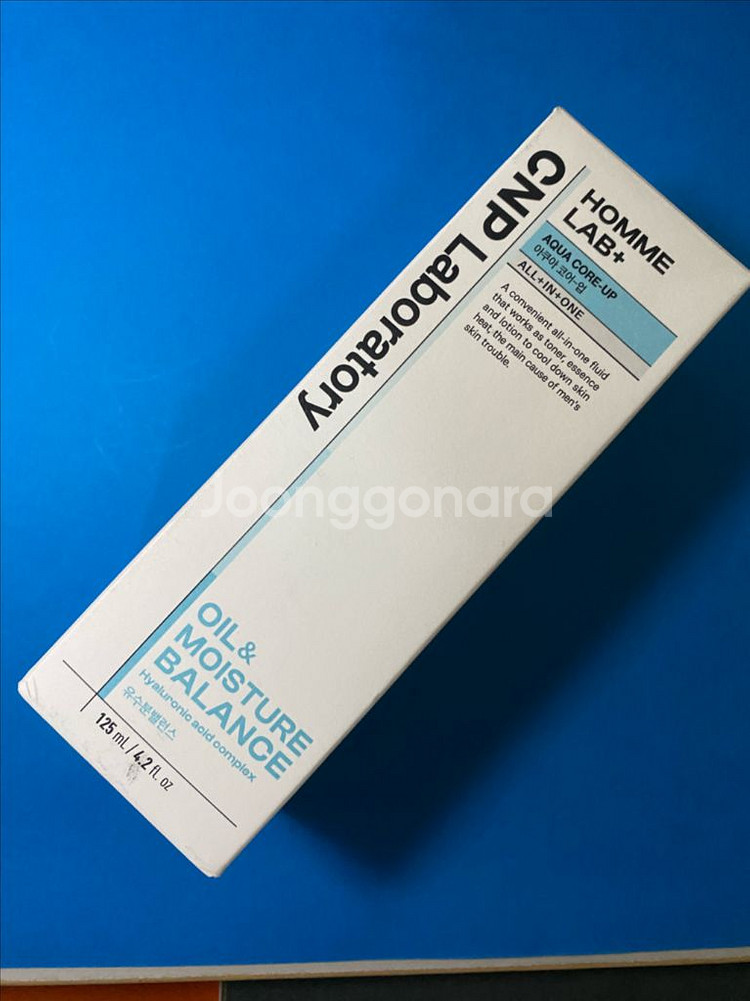 CNP Laboratory
HOMME
LAB+
AQUA CORE-UP
아쿠아 코어-업
ALL+IN+ONE
A convenient all-in-one fluid
that works as toner, essence
and lotion to cool down skin
heat, the main cause of men's
skin trouble.
Joonggonara
OIL &
MOISTURE
BALANCE
Hyaluronic acid complex
유수분밸런스
125 mL / 4.2 fl. oz